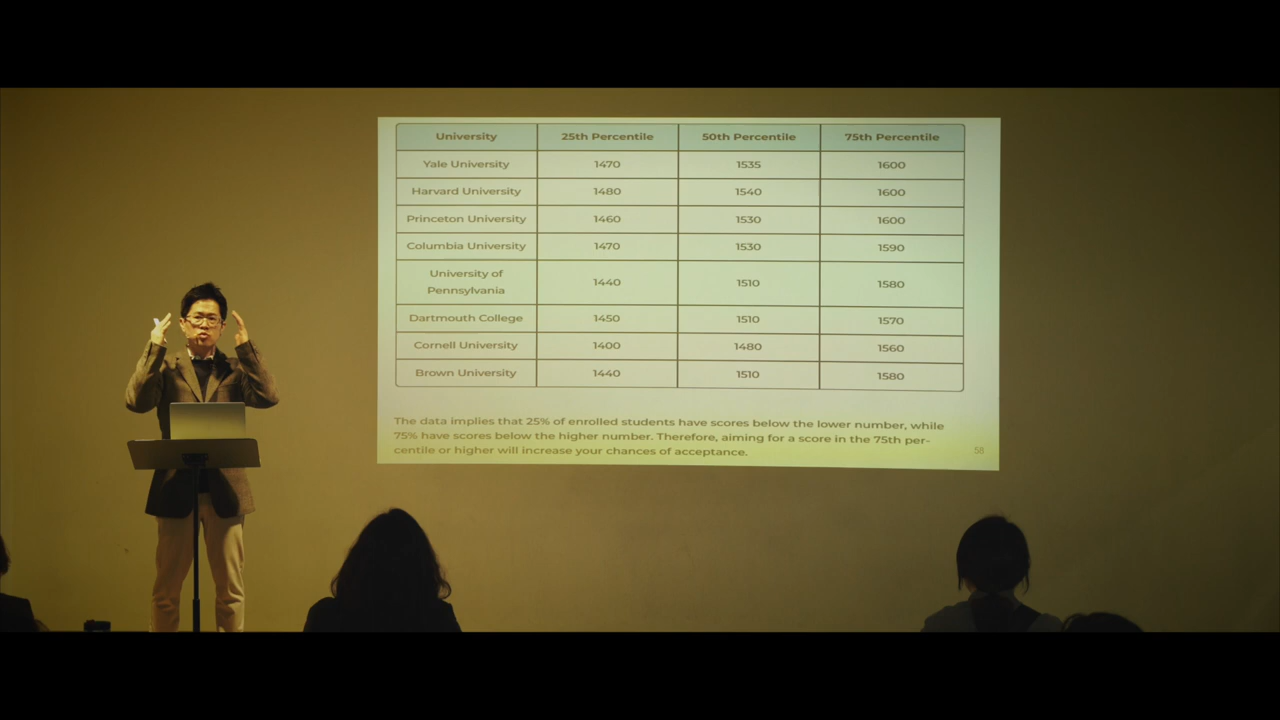 University 25th Percentile 50th Percentile 75th Percentile
Yale University 1470 1535 1600
Harvard University 1480 1540 1600
Princeton University 1460 1530 1600
Columbia University 1470 1530 1590
University of
Pennsylvania 1440 1510 1580
Dartmouth College 1450 1510 1570
Cornell University 1400 1480 1560
Brown University 1440 1510 1580
The data implies that 25% of enrolled students have scores below the lower number, while
75% have scores below the higher number. Therefore, aiming for a score in the 75th per-
centile or higher will increase your chances of acceptance.
58